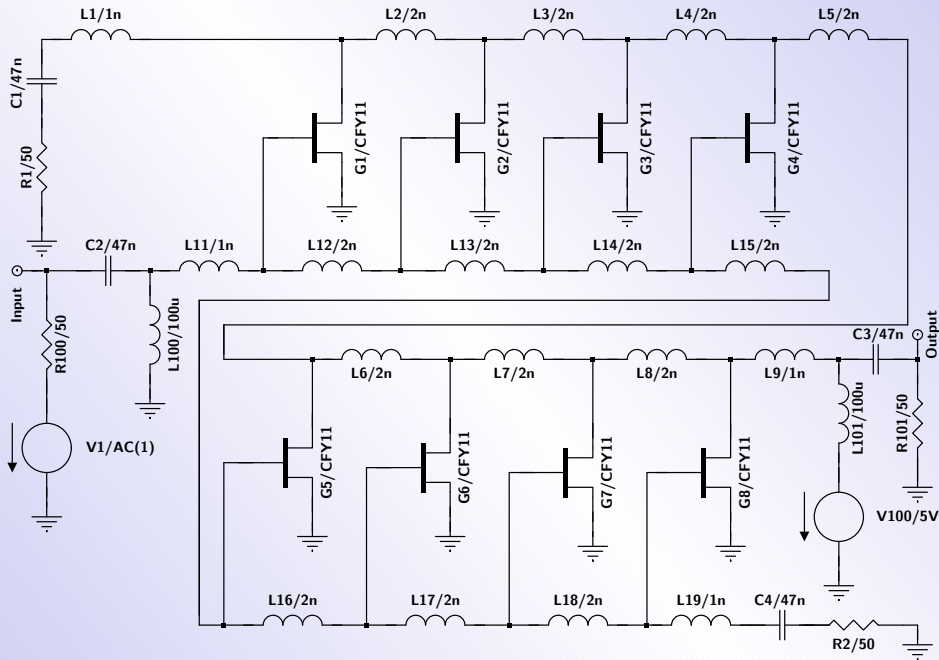 L1/1n
L2/2n
L3/2n
L4/2n
L5/2n
C1/47n
R1/50
G1/CFY11
G2/CFY11
G3/CFY11
G4/CFY11
C2/47n
L11/1n
L12/2n
L13/2n
L14/2n
L15/2n
Input
R100/50
L100/100u
V1/AC(1)
C3/47n
Output
L6/2n
L7/2n
L8/2n
L9/1n
L101/100u
R101/50
G5/CFY11
G6/CFY11
G7/CFY11
G8/CFY11
V100/5V
L16/2n
L17/2n
L18/2n
L19/1n
C4/47n
R2/50